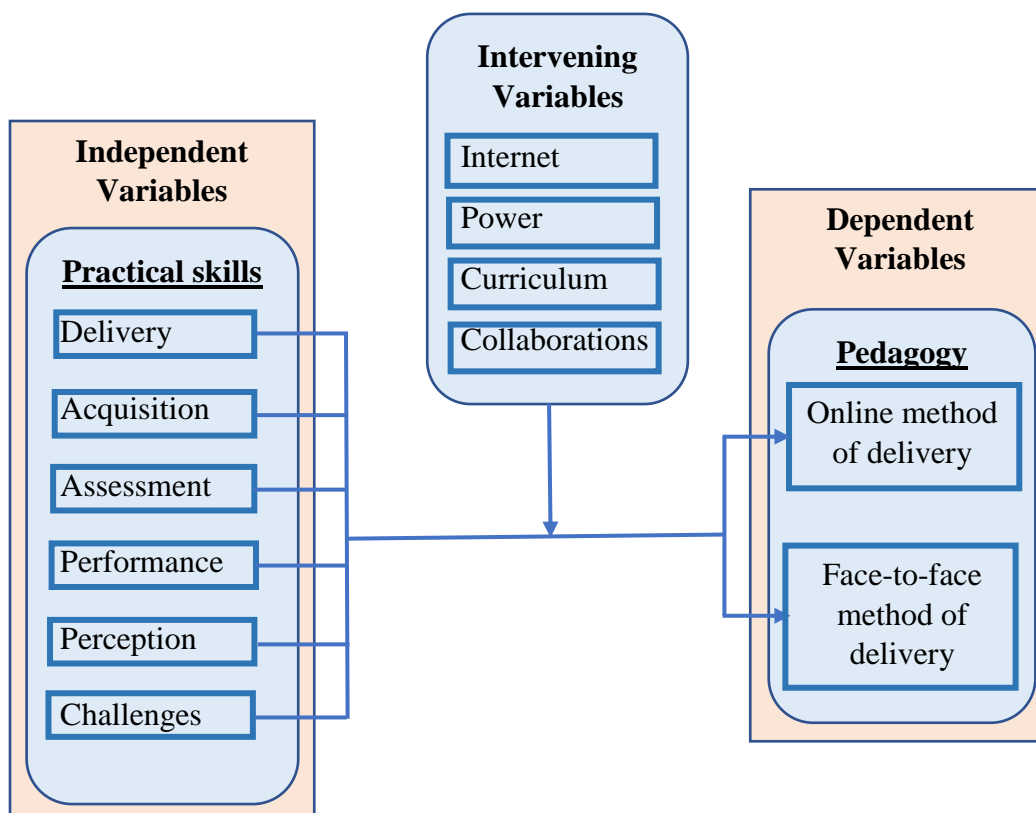 Independent
Variables
Practical skills
Delivery
Acquisition
Assessment
Performance
Perception
Challenges
Intervening
Variables
Internet
Power
Curriculum
Collaborations
Dependent
Variables
Pedagogy
Online method
of delivery
Face-to-face
method of
delivery